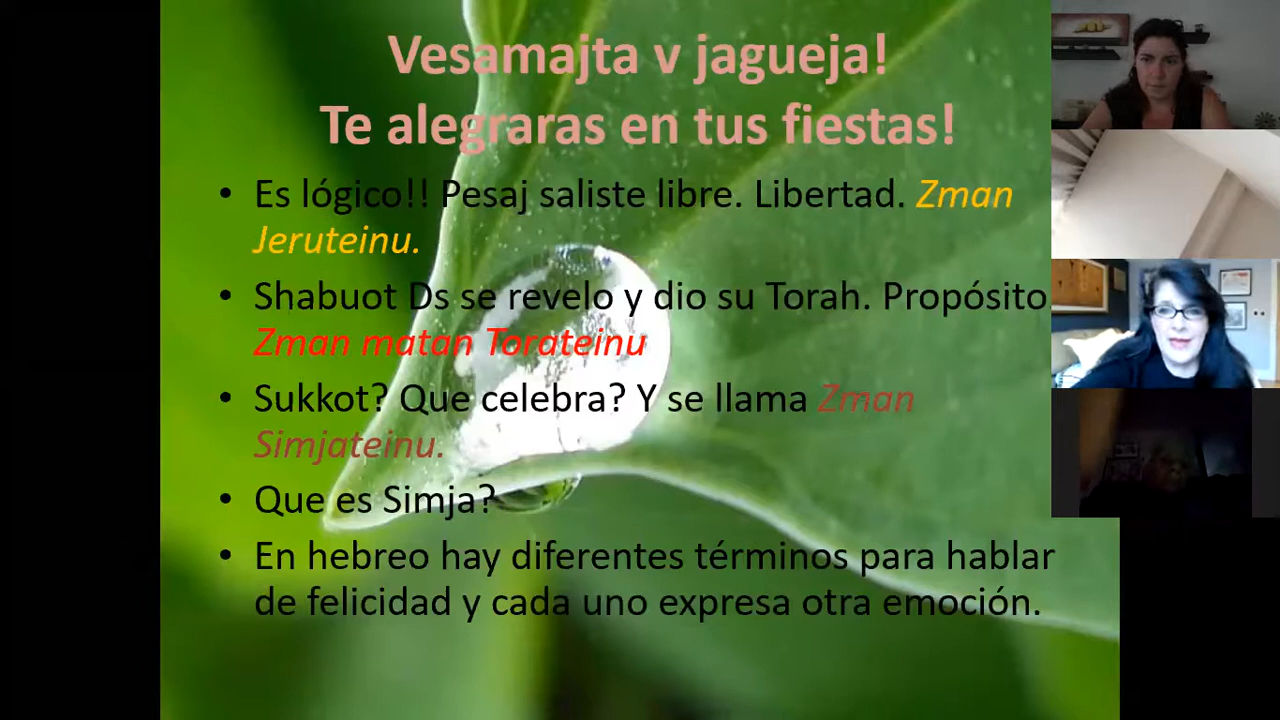 Vesamajta v jagueja!
Te alegraras en tus fiestas!
• Es lógico!! Pesaj saliste libre. Libertad. Zman
Jeruteinu.
• Shabuot Ds se revelo y dio su Torah. Propósito
Zman matan Torateinu
• Sukkot? Que celebra? Y se llama Zman
Simjateinu.
• Que es Simja?
• En hebreo hay diferentes términos para hablar
de felicidad y cada uno expresa otra emoción.